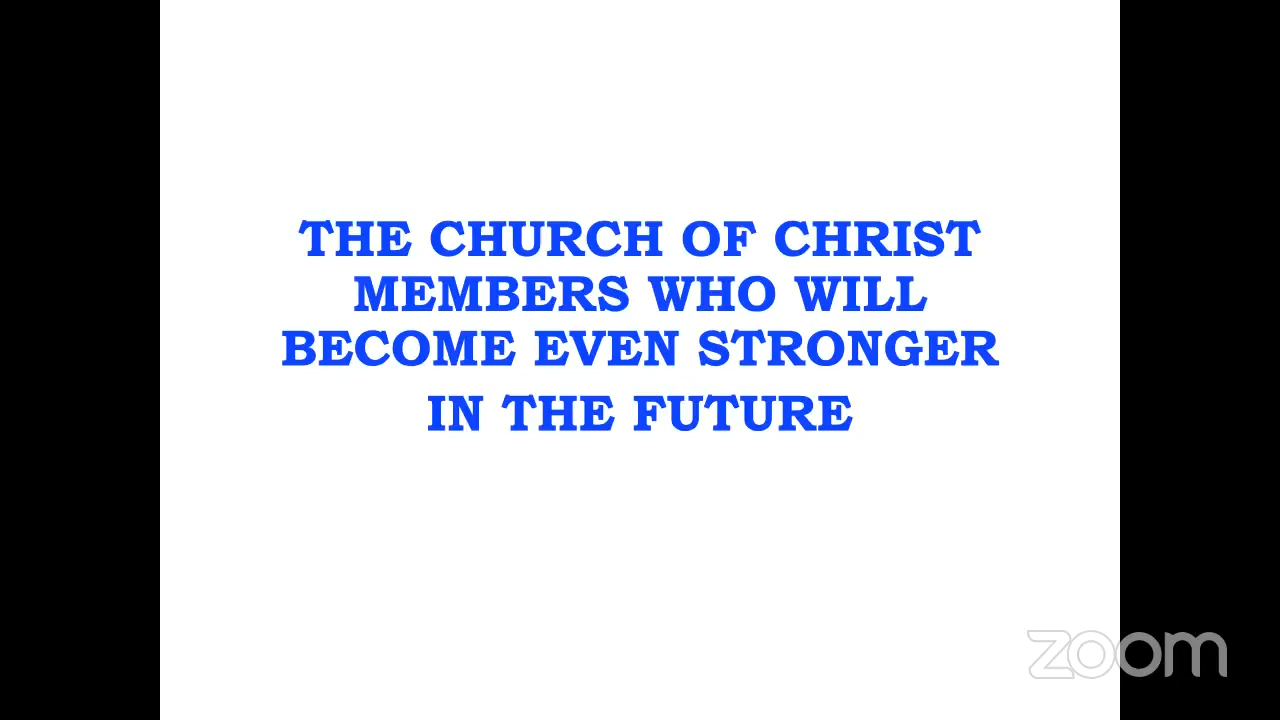 THE CHURCH OF CHRIST
MEMBERS WHO WILL
BECOME EVEN STRONGER
IN THE FUTURE
zoom